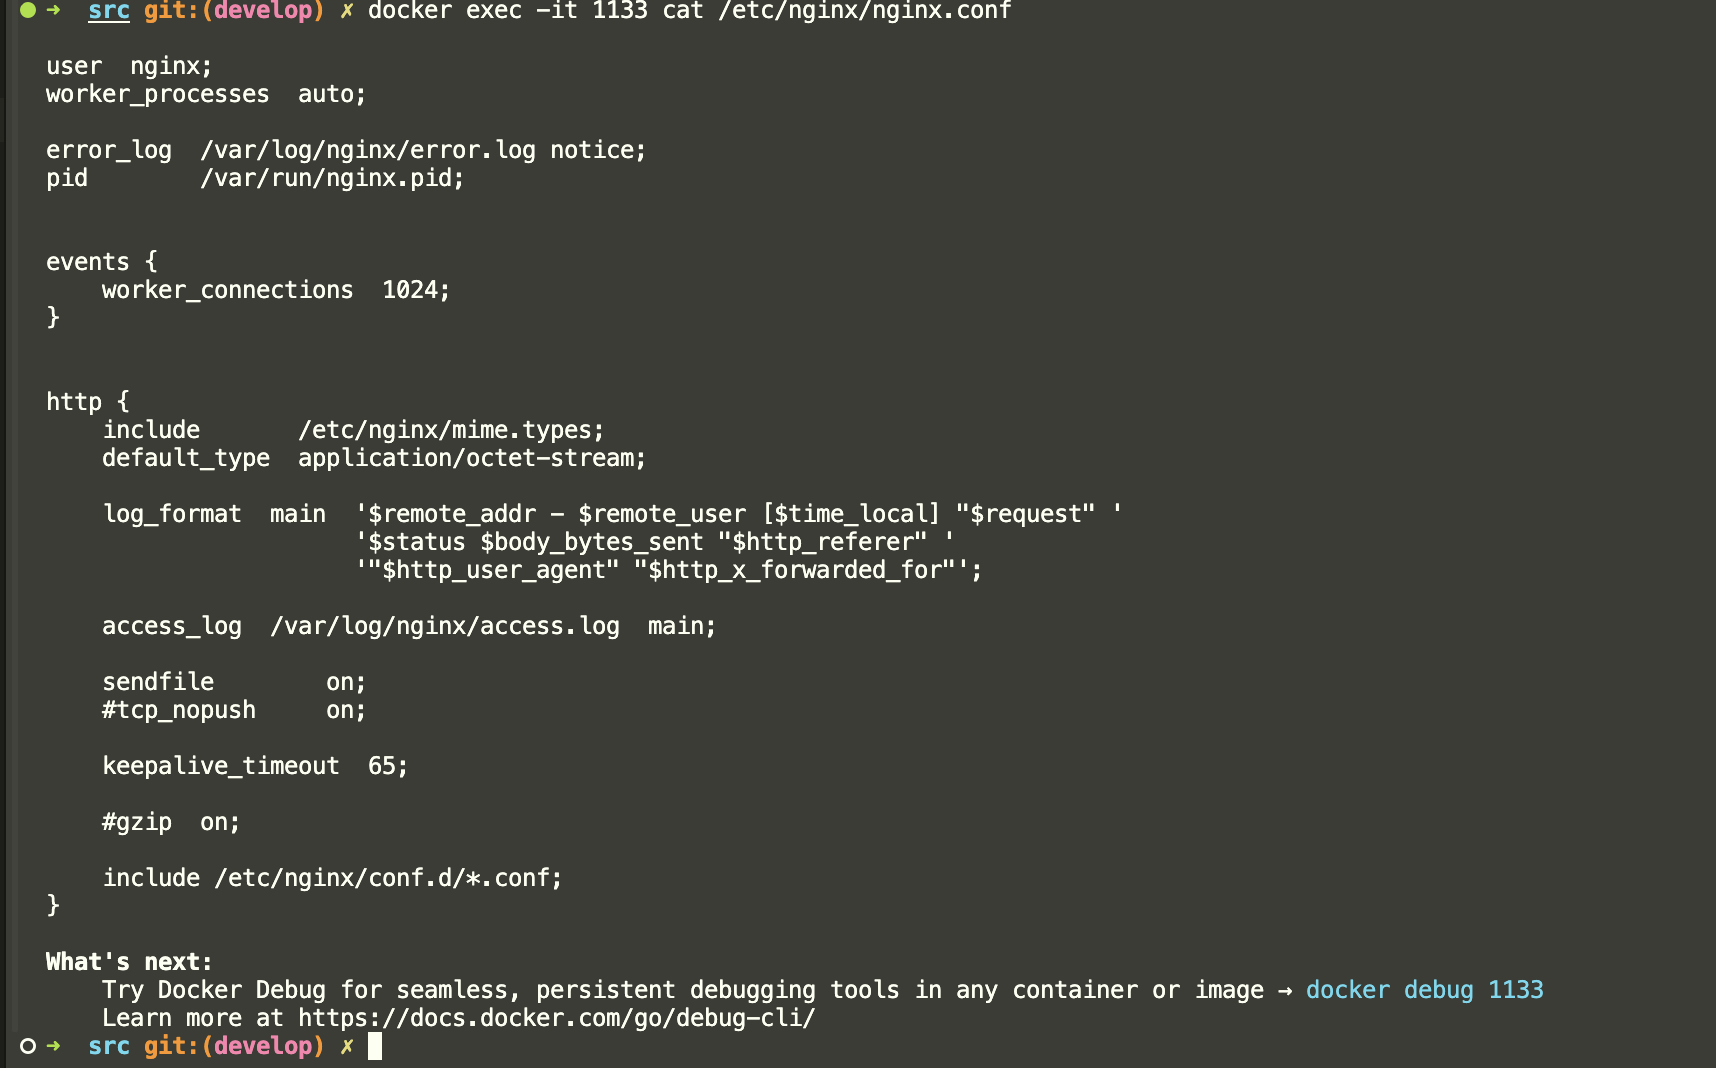 ➜ src git:(develop) ✗ docker exec -it 1133 cat /etc/nginx/nginx.conf
user  nginx;
worker_processes  auto;
error_log  /var/log/nginx/error.log notice;
pid        /var/run/nginx.pid;
events {
    worker_connections  1024;
}
http {
    include       /etc/nginx/mime.types;
    default_type  application/octet-stream;
    log_format  main  '$remote_addr - $remote_user [$time_local] "$request" '
                      '$status $body_bytes_sent "$http_referer" '
                      '"$http_user_agent" "$http_x_forwarded_for"';
    access_log  /var/log/nginx/access.log  main;
    sendfile        on;
    #tcp_nopush     on;
    keepalive_timeout  65;
    #gzip  on;
    include /etc/nginx/conf.d/*.conf;
}
What's next:
    Try Docker Debug for seamless, persistent debugging tools in any container or image → docker debug 1133
    Learn more at https://docs.docker.com/go/debug-cli/
➜ src git:(develop) ✗